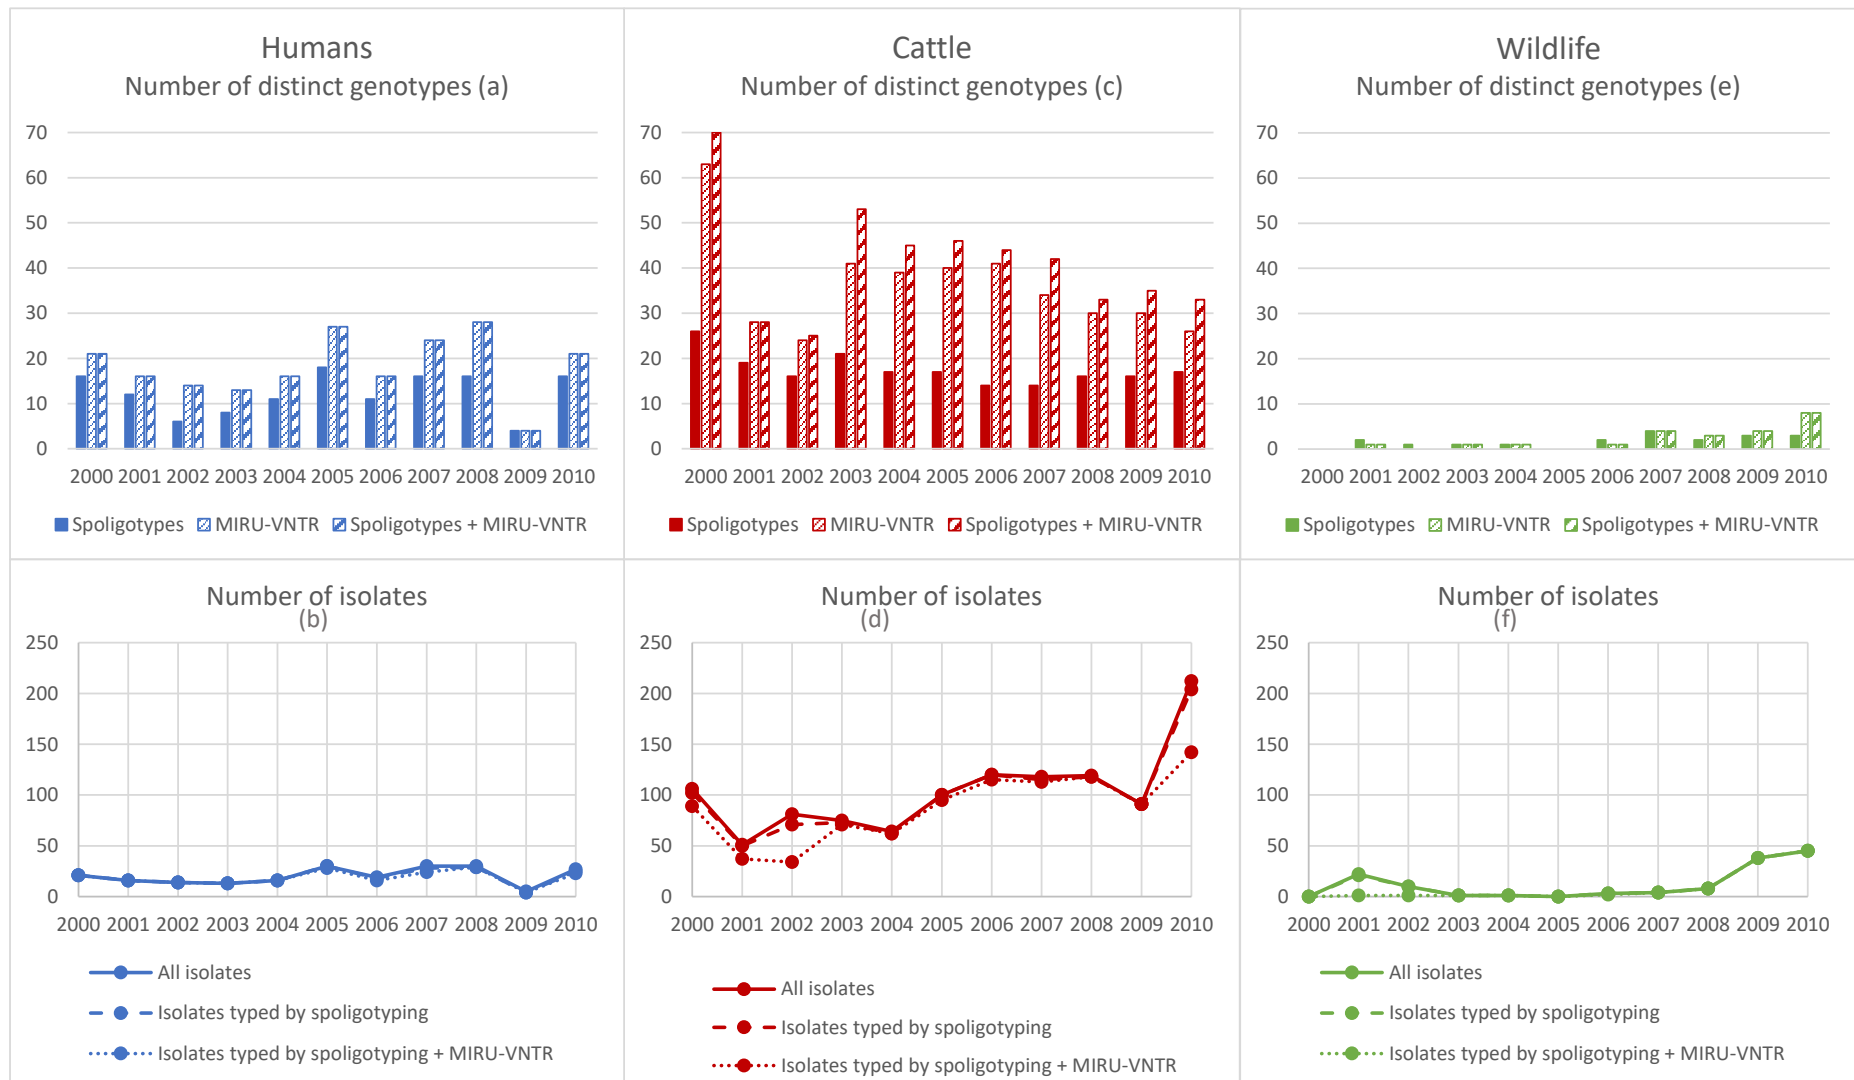 Humans
Number of distinct genotypes (a)
70
60
50
40
30
20
10
0
2000 2001 2002 2003 2004 2005 2006 2007 2008 2009 2010
Spoligotypes MIRU-VNTR Spoligotypes + MIRU-VNTR
Cattle
Number of distinct genotypes (c)
70
60
50
40
30
20
10
0
2000 2001 2002 2003 2004 2005 2006 2007 2008 2009 2010
Spoligotypes MIRU-VNTR Spoligotypes + MIRU-VNTR
Wildlife
Number of distinct genotypes (e)
70
60
50
40
30
20
10
0
2000 2001 2002 2003 2004 2005 2006 2007 2008 2009 2010
Spoligotypes MIRU-VNTR Spoligotypes + MIRU-VNTR
Number of isolates
(b)
250
200
150
100
50
0
2000 2001 2002 2003 2004 2005 2006 2007 2008 2009 2010
All isolates
Isolates typed by spoligotyping
Isolates typed by spoligotyping + MIRU-VNTR
Number of isolates
(d)
250
200
150
100
50
0
2000 2001 2002 2003 2004 2005 2006 2007 2008 2009 2010
All isolates
Isolates typed by spoligotyping
Isolates typed by spoligotyping + MIRU-VNTR
Number of isolates
(f)
250
200
150
100
50
0
2000 2001 2002 2003 2004 2005 2006 2007 2008 2009 2010
All isolates
Isolates typed by spoligotyping
Isolates typed by spoligotyping + MIRU-VNTR